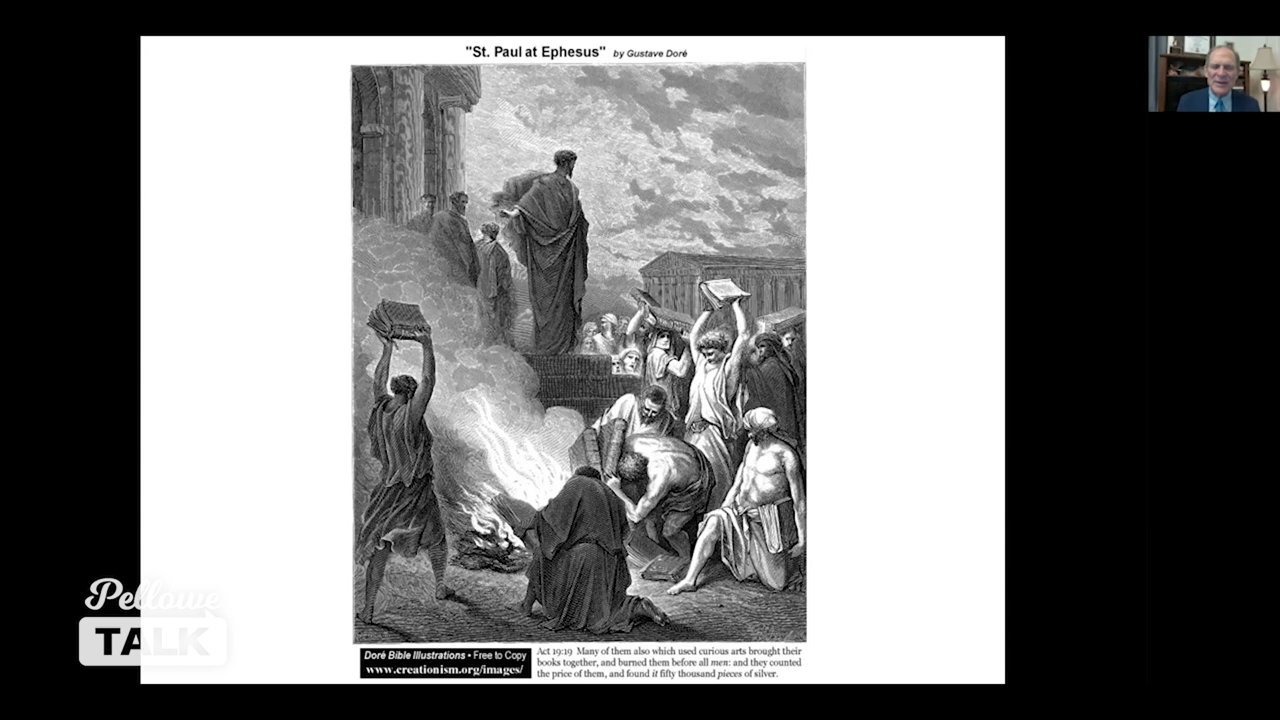 "St. Paul at Ephesus" by Gustave Doré
Doré Bible Illustrations • Free to Copy
www.creationism.org/images/
Act 19:19 Many of them also which used curious arts brought their
books together, and burned them before all men: and they counted
the price of them, and found it fifty thousand pieces of silver.
Pellowe
TALK